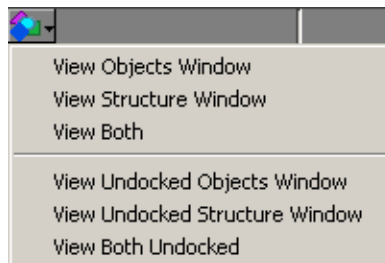 View Objects Window
View Structure Window
View Both
View Undocked Objects Window
View Undocked Structure Window
View Both Undocked